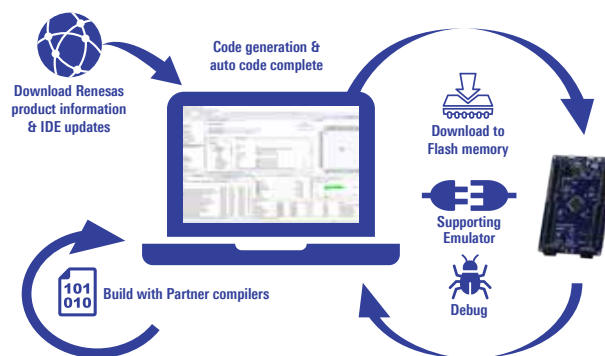 Download Renesas
product information
& IDE updates
Code generation &
auto code complete
Download to
Flash memory
Supporting
Emulator
Debug
101
010
Build with Partner compilers